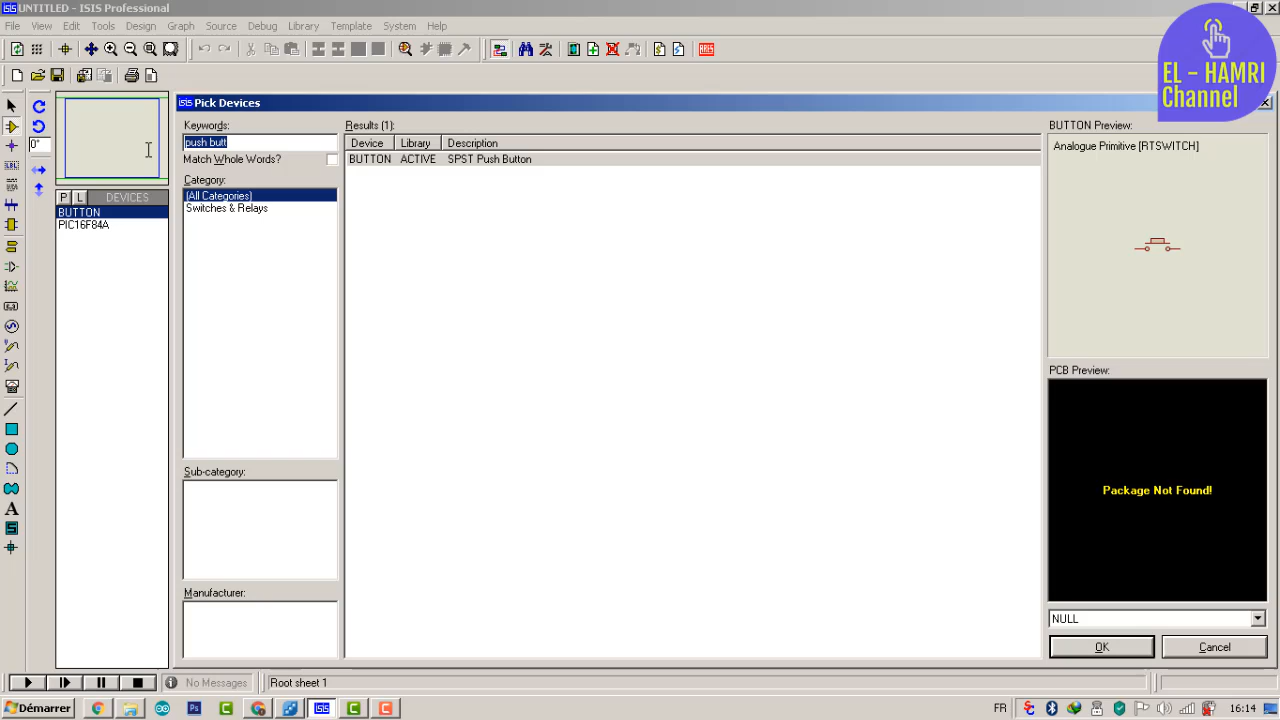 UNTITLED - ISIS Professional
File View Edit Tools Design Graph Source Debug Library Template System Help
EL - HAMRI
Channel
ISIS Pick Devices
Keywords:
push butt
Match Whole Words?
Category:
(All Categories)
Switches & Relays
Sub-category:
Manufacturer:
Results (1):
Device Library Description
BUTTON ACTIVE SPST Push Button
BUTTON Preview:
Analogue Primitive [RTSWITCH]
PCB Preview:
Package Not Found!
NULL
OK Cancel
0°
P L DEVICES
BUTTON
PIC16F84A
No Messages Root sheet 1
Démarrer FR 16:14